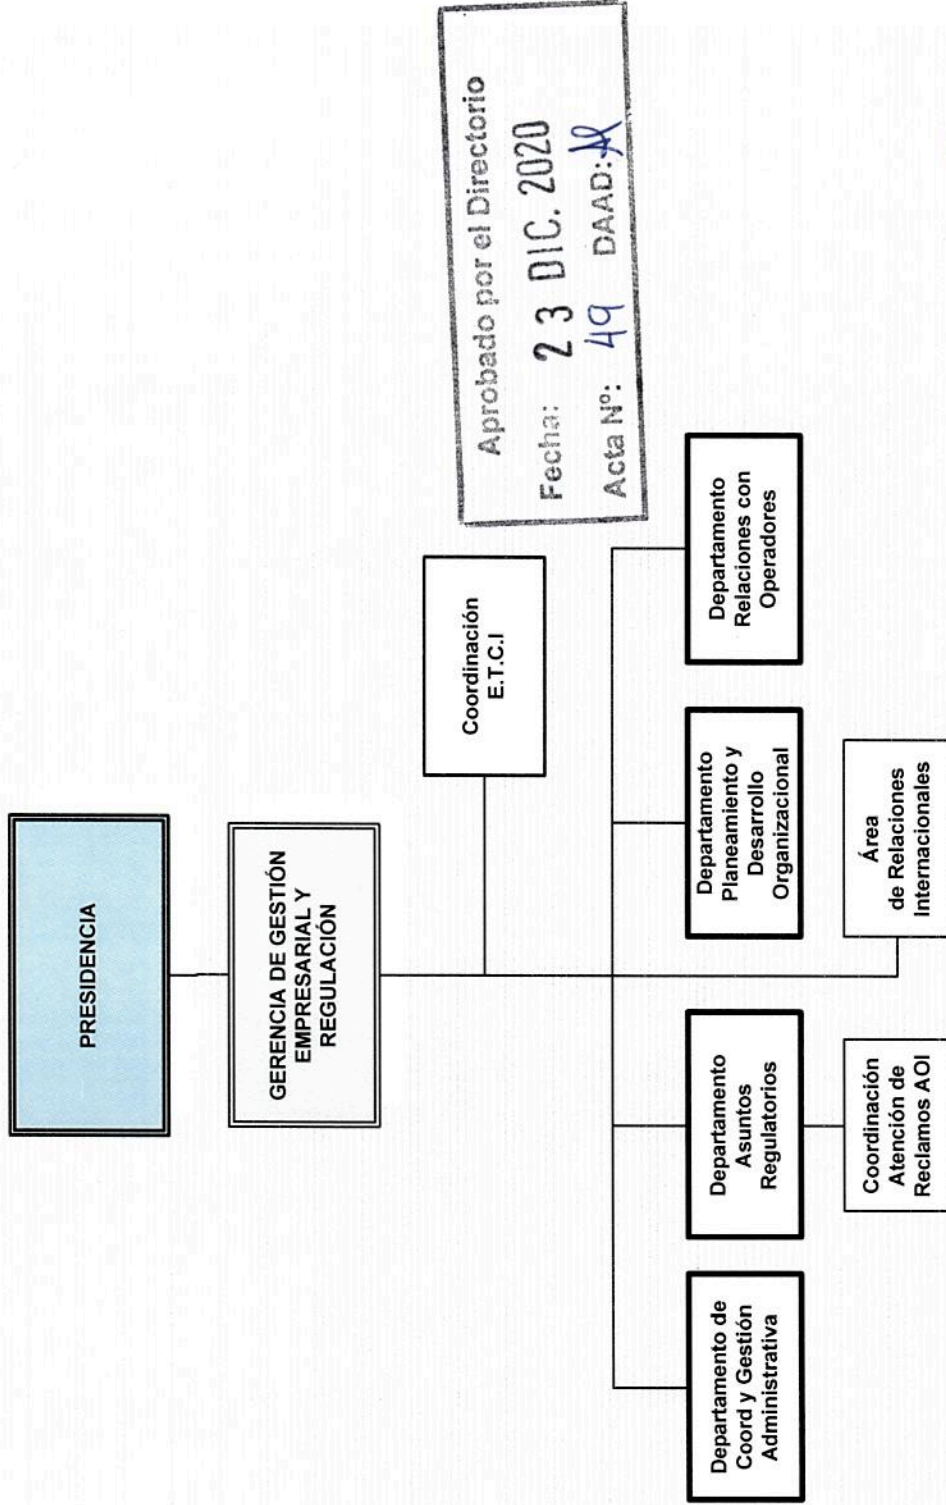 PRESIDENCIA
GERENCIA DE GESTIÓN
EMPRESARIAL Y
REGULACIÓN
Coordinación
E.T.C.I
Aprobado por el Directorio
Fecha: 23 DIC. 2020
Acta Nº: 49 DAAD:
Departamento de
Coord y Gestión
Administrativa
Departamento
Asuntos
Regulatorios
Departamento
Planeamiento y
Desarrollo
Organizacional
Departamento
Relaciones con
Operadores
Coordinación
Atención de
Reclamos AOI
Área
de Relaciones
Internacionales